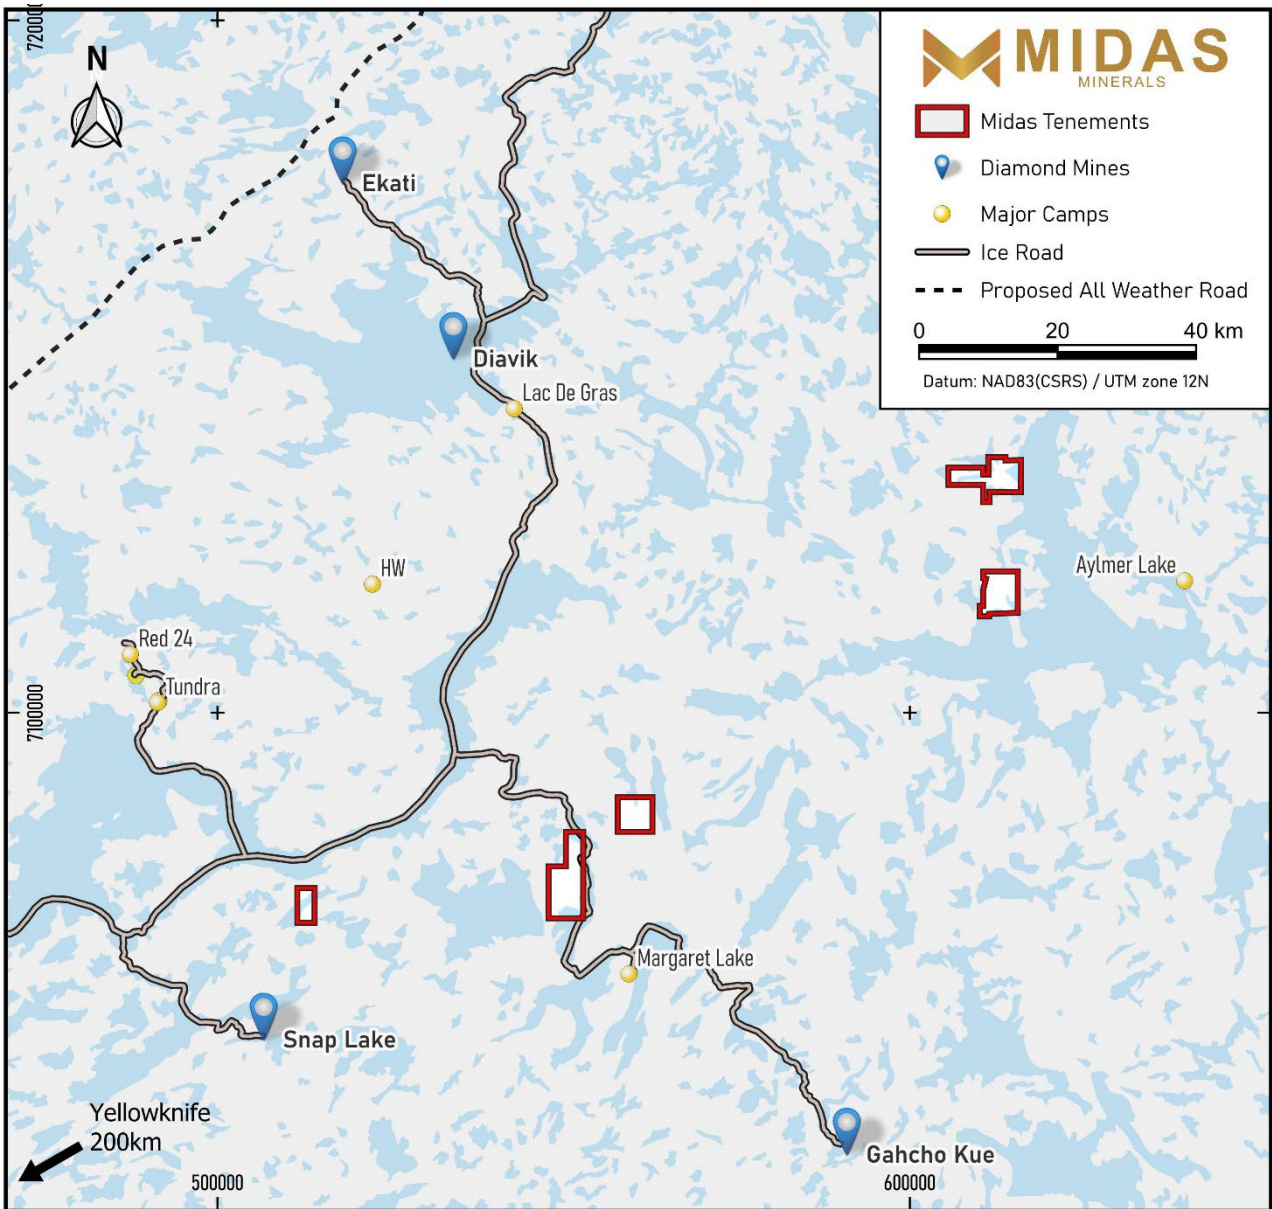 7200000
N
MIDAS
MINERALS
Midas Tenements
Diamond Mines
Major Camps
Ice Road
Proposed All Weather Road
0 20 40 km
Datum: NAD83(CSRS) / UTM zone 12N
Ekati
Diavik
Lac De Gras
HW
Aylmer Lake
Red 24
Tundra
7100000
Margaret Lake
Snap Lake
Yellowknife
200km
Gahcho Kue
500000
600000